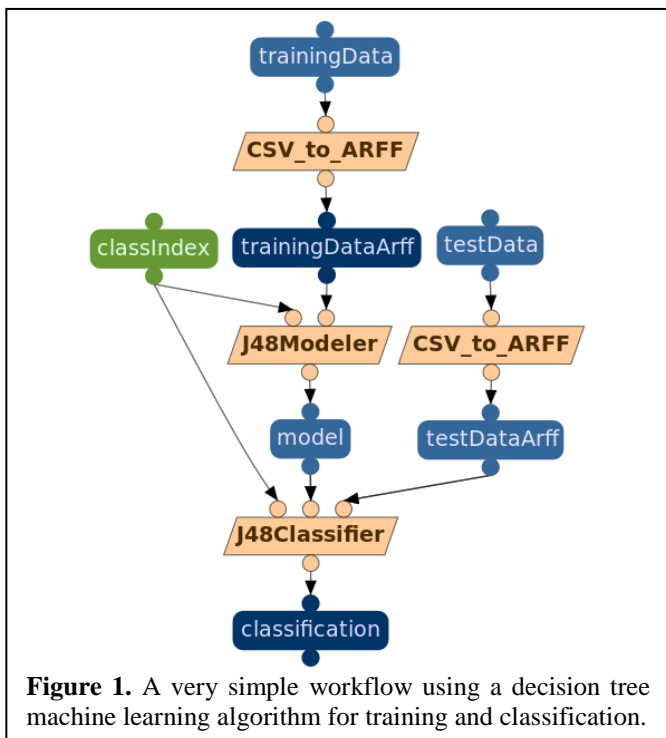 trainingData
CSV_to_ARFF
classIndex
trainingDataArff
testData
J48Modeler
CSV_to_ARFF
model
testDataArff
J48Classifier
classification
Figure 1. A very simple workflow using a decision tree
machine learning algorithm for training and classification.